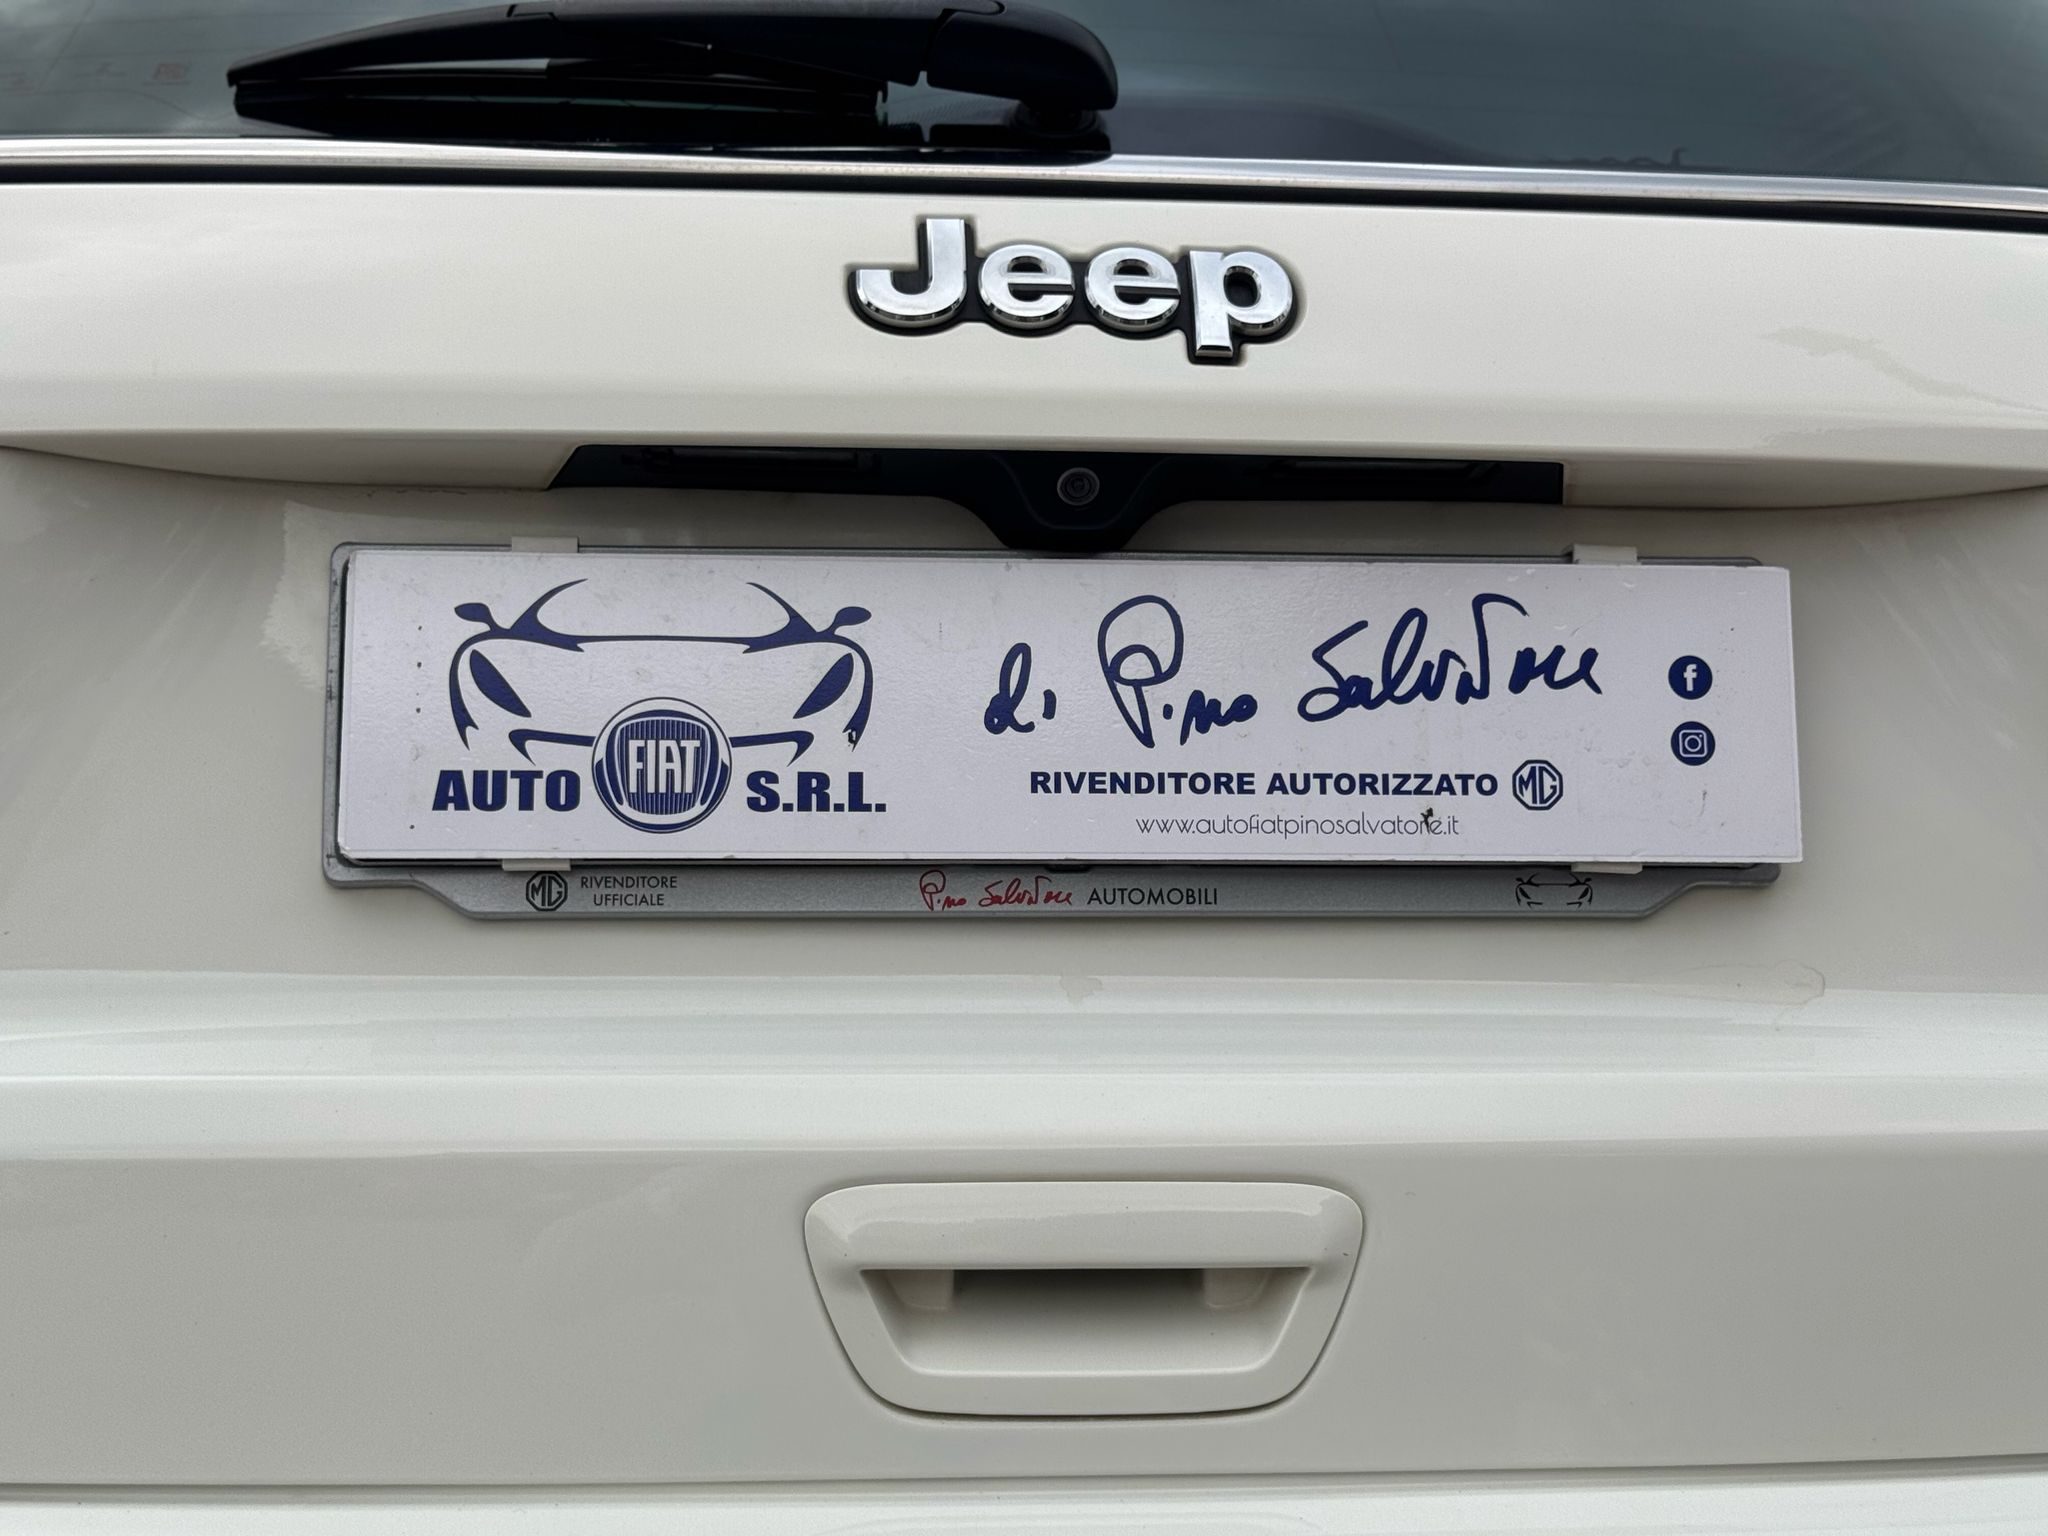 Jeep
AUTO FIAT S.R.L.
di Pino Salvatore
RIVENDITORE AUTORIZZATO MG
www.autofiatpinosalvatore.it
MG RIVENDITORE UFFICIALE
Pino Salvatore AUTOMOBILI